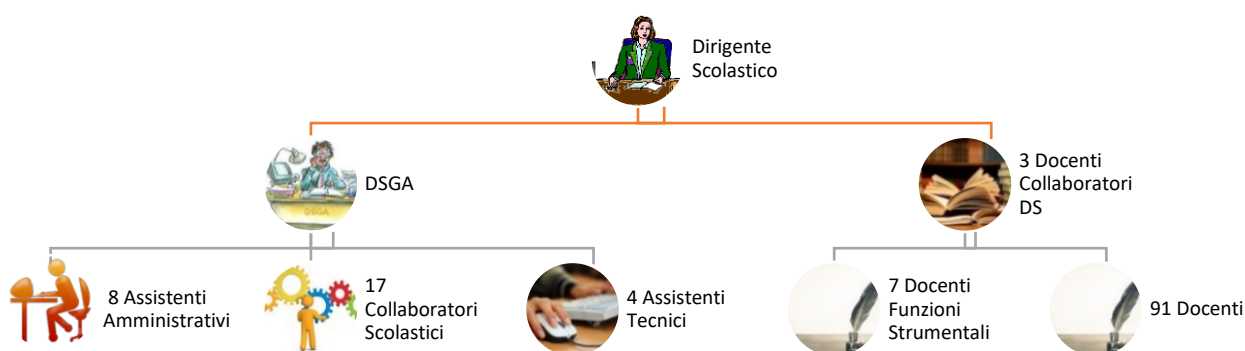 Dirigente
Scolastico
DSGA
DSGA
3 Docenti
Collaboratori
DS
8 Assistenti
Amministrativi
17
Collaboratori
Scolastici
4 Assistenti
Tecnici
7 Docenti
Funzioni
Strumentali
91 Docenti